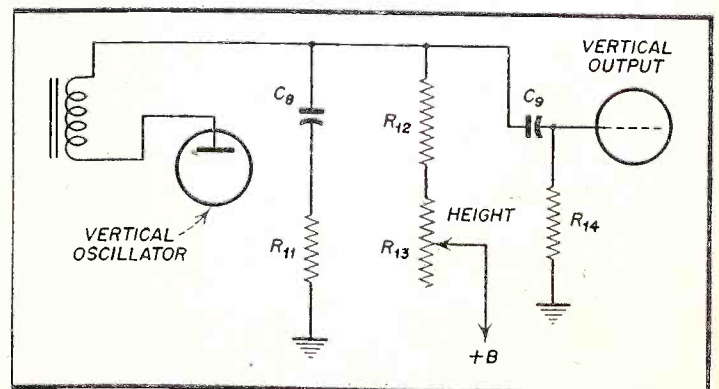 VERTICAL
OUTPUT
C8
C9
R12
HEIGHT
R14
VERTICAL
OSCILLATOR
R11
R13
+B